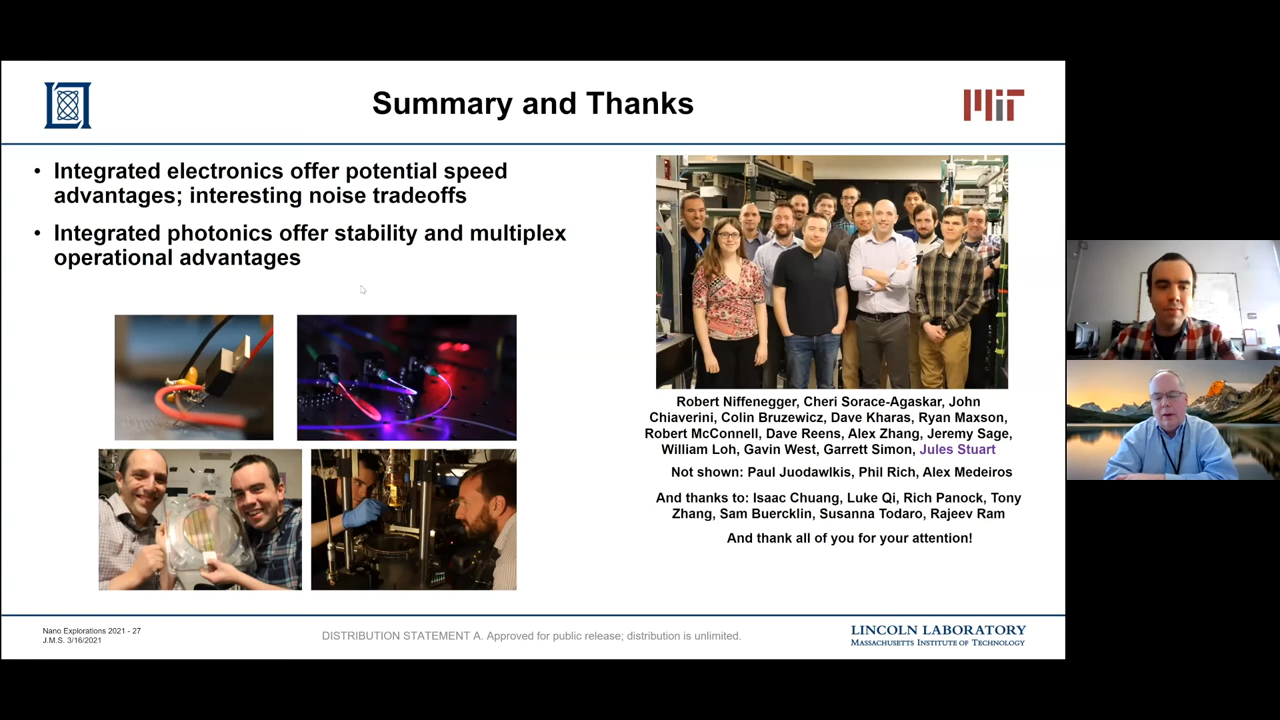 Summary and Thanks
MIT
• Integrated electronics offer potential speed
advantages; interesting noise tradeoffs
• Integrated photonics offer stability and multiplex
operational advantages
Robert Niffenegger, Cheri Sorace-Agaskar, John
Chiaverini, Colin Bruzewicz, Dave Kharas, Ryan Maxson,
Robert McConnell, Dave Reens, Alex Zhang, Jeremy Sage,
William Loh, Gavin West, Garrett Simon, Jules Stuart
Not shown: Paul Juodawlkis, Phil Rich, Alex Medeiros
And thanks to: Isaac Chuang, Luke Qi, Rich Panock, Tony
Zhang, Sam Buercklin, Susanna Todaro, Rajeev Ram
And thank all of you for your attention!
Nano Explorations 2021 - 27
J.M.S. 3/16/2021
DISTRIBUTION STATEMENT A. Approved for public release; distribution is unlimited.
LINCOLN LABORATORY
MASSACHUSETTS INSTITUTE OF TECHNOLOGY